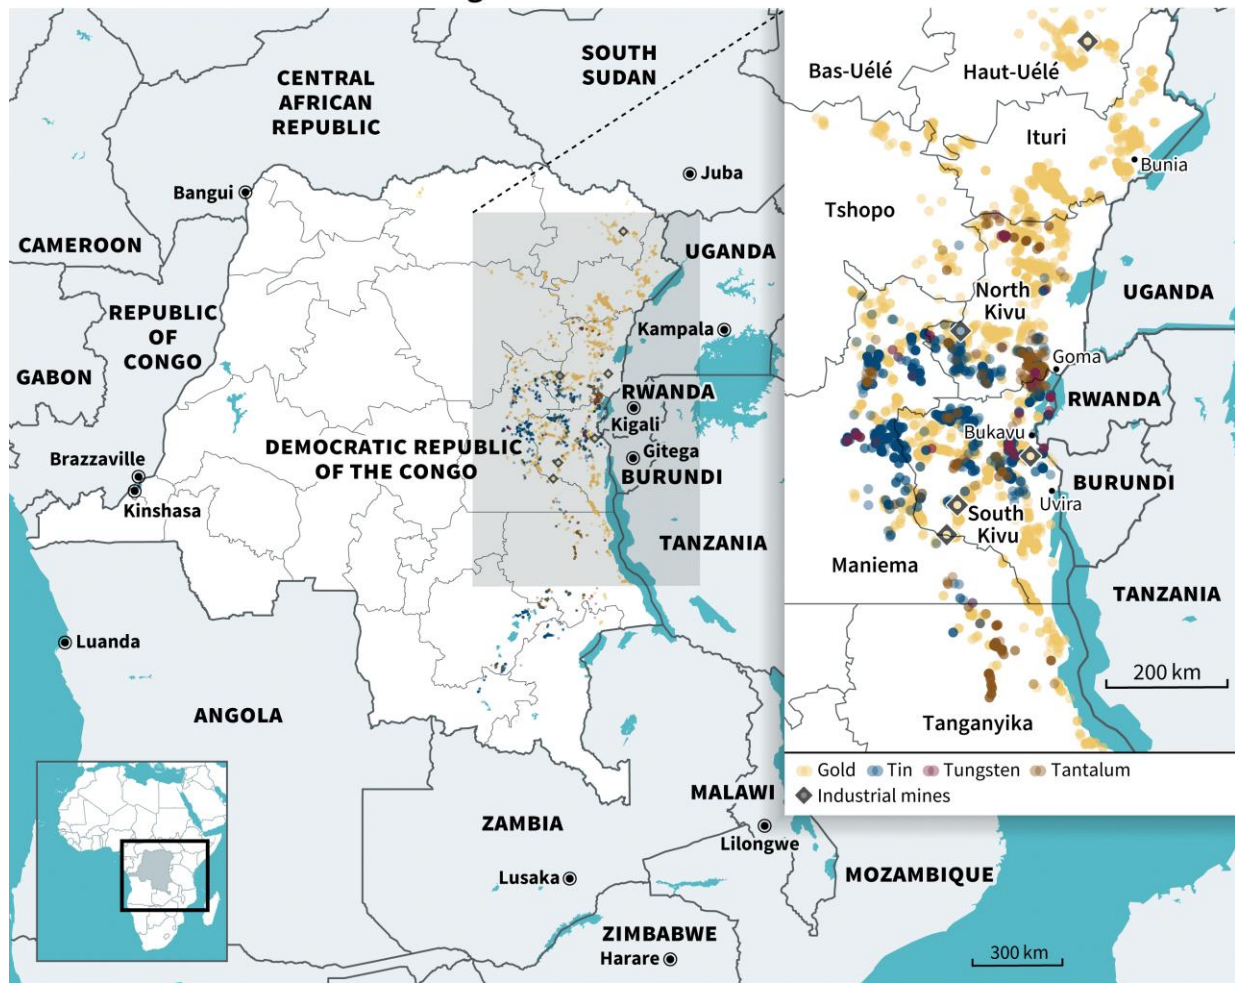 CENTRAL
AFRICAN
REPUBLIC
SOUTH
SUDAN
Bangui
Juba
CAMEROON
UGANDA
REPUBLIC
OF
CONGO
Kampala
GABON
RWANDA
Kigali
DEMOCRATIC REPUBLIC
OF THE CONGO
Gitega
BURUNDI
Brazzaville
Kinshasa
TANZANIA
Luanda
ANGOLA
MALAWI
ZAMBIA
Lilongwe
Lusaka
MOZAMBIQUE
ZIMBABWE
Harare
300 km
Bas-Uélé
Haut-Uélé
Ituri
Bunia
Tshopo
North
Kivu
UGANDA
Goma
RWANDA
Bukavu
BURUNDI
Uvira
South
Kivu
Maniema
TANZANIA
200 km
Tanganyika
Gold Tin Tungsten Tantalum
Industrial mines